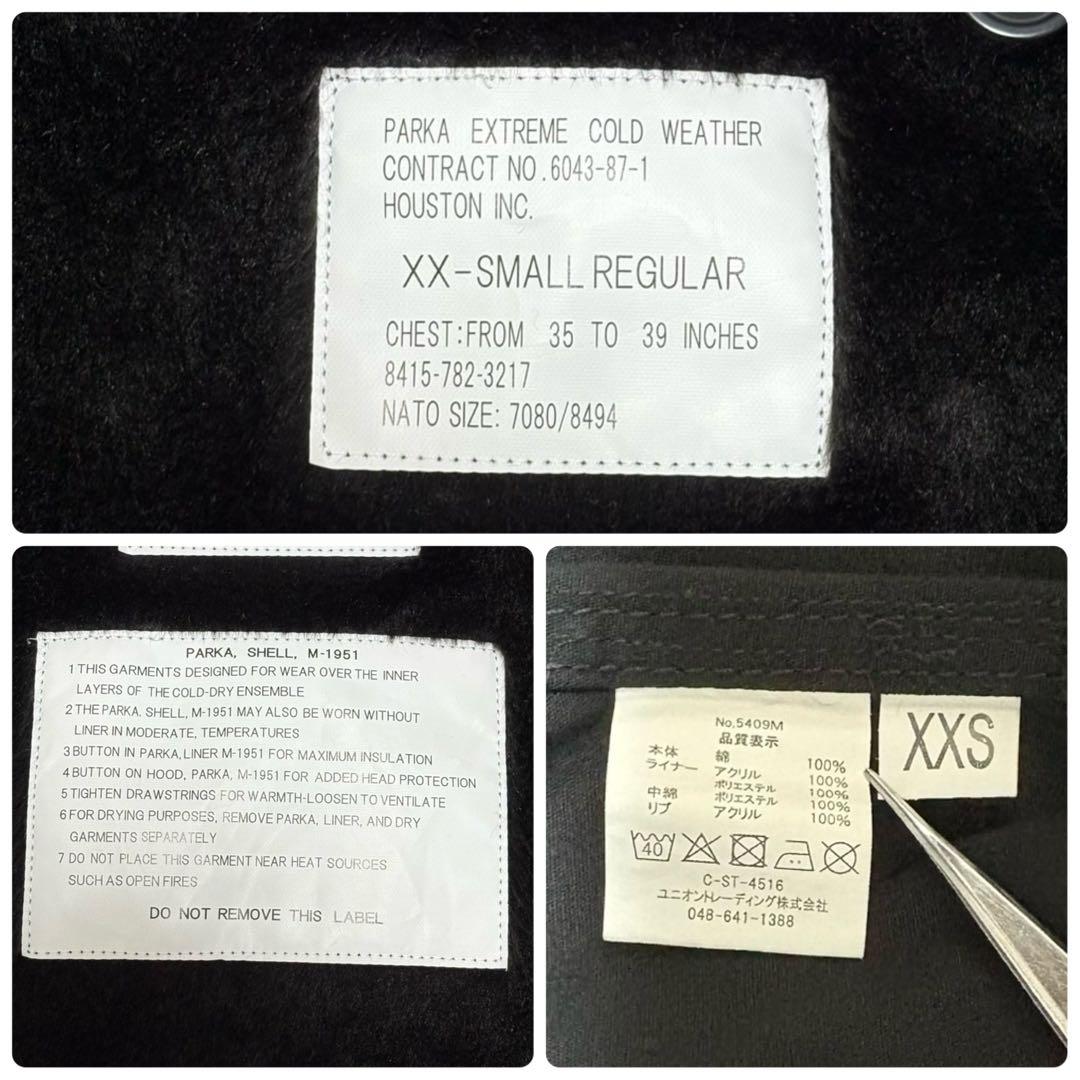 PARKA EXTREME COLD WEATHER
CONTRACT NO.6043-87-1
HOUSTON INC.
XX-SMALL REGULAR
CHEST:FROM 35 TO 39 INCHES
8415-782-3217
NATO SIZE: 7080/8494
PARKA, SHELL, M-1951
1 THIS GARMENTS DESIGNED FOR WEAR OVER THE INNER
LAYERS OF THE COLD-DRY ENSEMBLE
2 THE PARKA. SHELL, M-1951 MAY ALSO BE WORN WITHOUT
LINER IN MODERATE, TEMPERATURES
3 BUTTON IN PARKA, LINER M-1951 FOR MAXIMUM INSULATION
4 BUTTON ON HOOD, PARKA, M-1951 FOR ADDED HEAD PROTECTION
5 TIGHTEN DRAWSTRINGS FOR WARMTH-LOOSEN TO VENTILATE
6 FOR DRYING PURPOSES, REMOVE PARKA, LINER, AND DRY
GARMENTS SEPARATELY
7 DO NOT PLACE THIS GARMENT NEAR HEAT SOURCES
SUCH AS OPEN FIRES
DO NOT REMOVE THIS LABEL
No.5409M
品質表示
本体 綿 100%
ライナー アクリル 100%
ポリエステル 100%
中綿 ポリエステル 100%
リブ アクリル 100%
40
C-ST-4516
ユニオントレーディング株式会社
048-641-1388
XXS